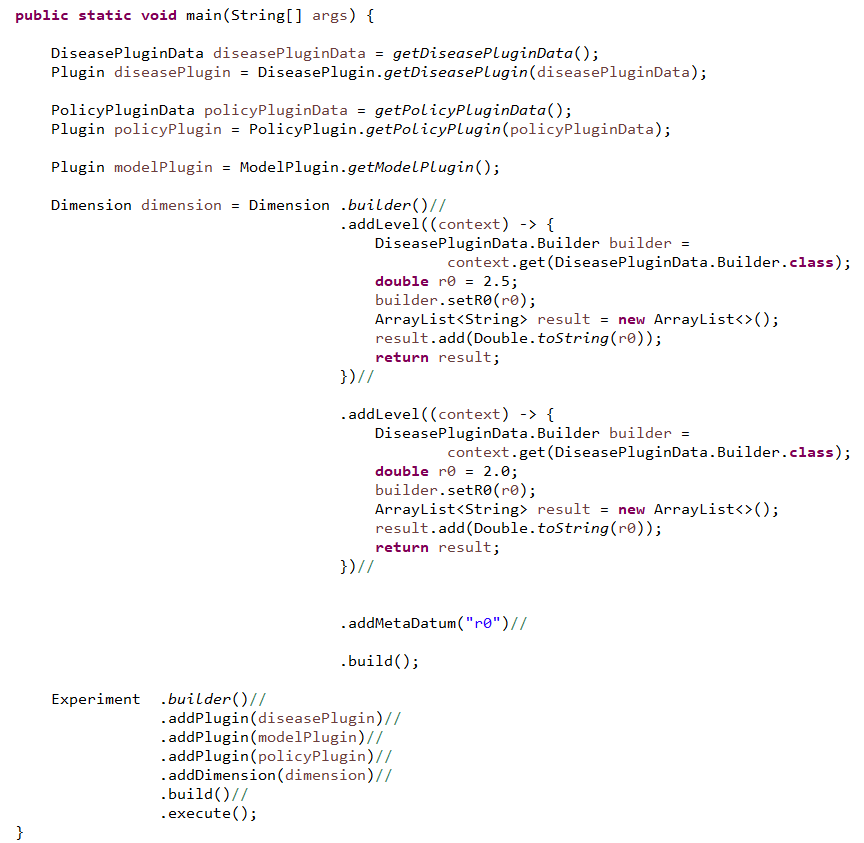 public static void main(String[] args) {
DiseasePluginData diseasePluginData = getDiseasePluginData();
Plugin diseasePlugin = DiseasePlugin.getDiseasePlugin(diseasePluginData);
PolicyPluginData policyPluginData = getPolicyPluginData();
Plugin policyPlugin = PolicyPlugin.getPolicyPlugin(policyPluginData);
Plugin modelPlugin = ModelPlugin.getModelPlugin();
Dimension dimension = Dimension .builder()//
.addLevel((context) -> {
DiseasePluginData.Builder builder =
context.get(DiseasePluginData.Builder.class);
double r0 = 2.5;
builder.setR0(r0);
ArrayList<String> result = new ArrayList<>();
result.add(Double.toString(r0));
return result;
})//
.addLevel((context) -> {
DiseasePluginData.Builder builder =
context.get(DiseasePluginData.Builder.class);
double r0 = 2.0;
builder.setR0(r0);
ArrayList<String> result = new ArrayList<>();
result.add(Double.toString(r0));
return result;
})//
.addMetaDatum("r0")//
.build();
Experiment .builder()//
.addPlugin(diseasePlugin)//
.addPlugin(modelPlugin)//
.addPlugin(policyPlugin)//
.addDimension(dimension)//
.build()//
.execute();
}